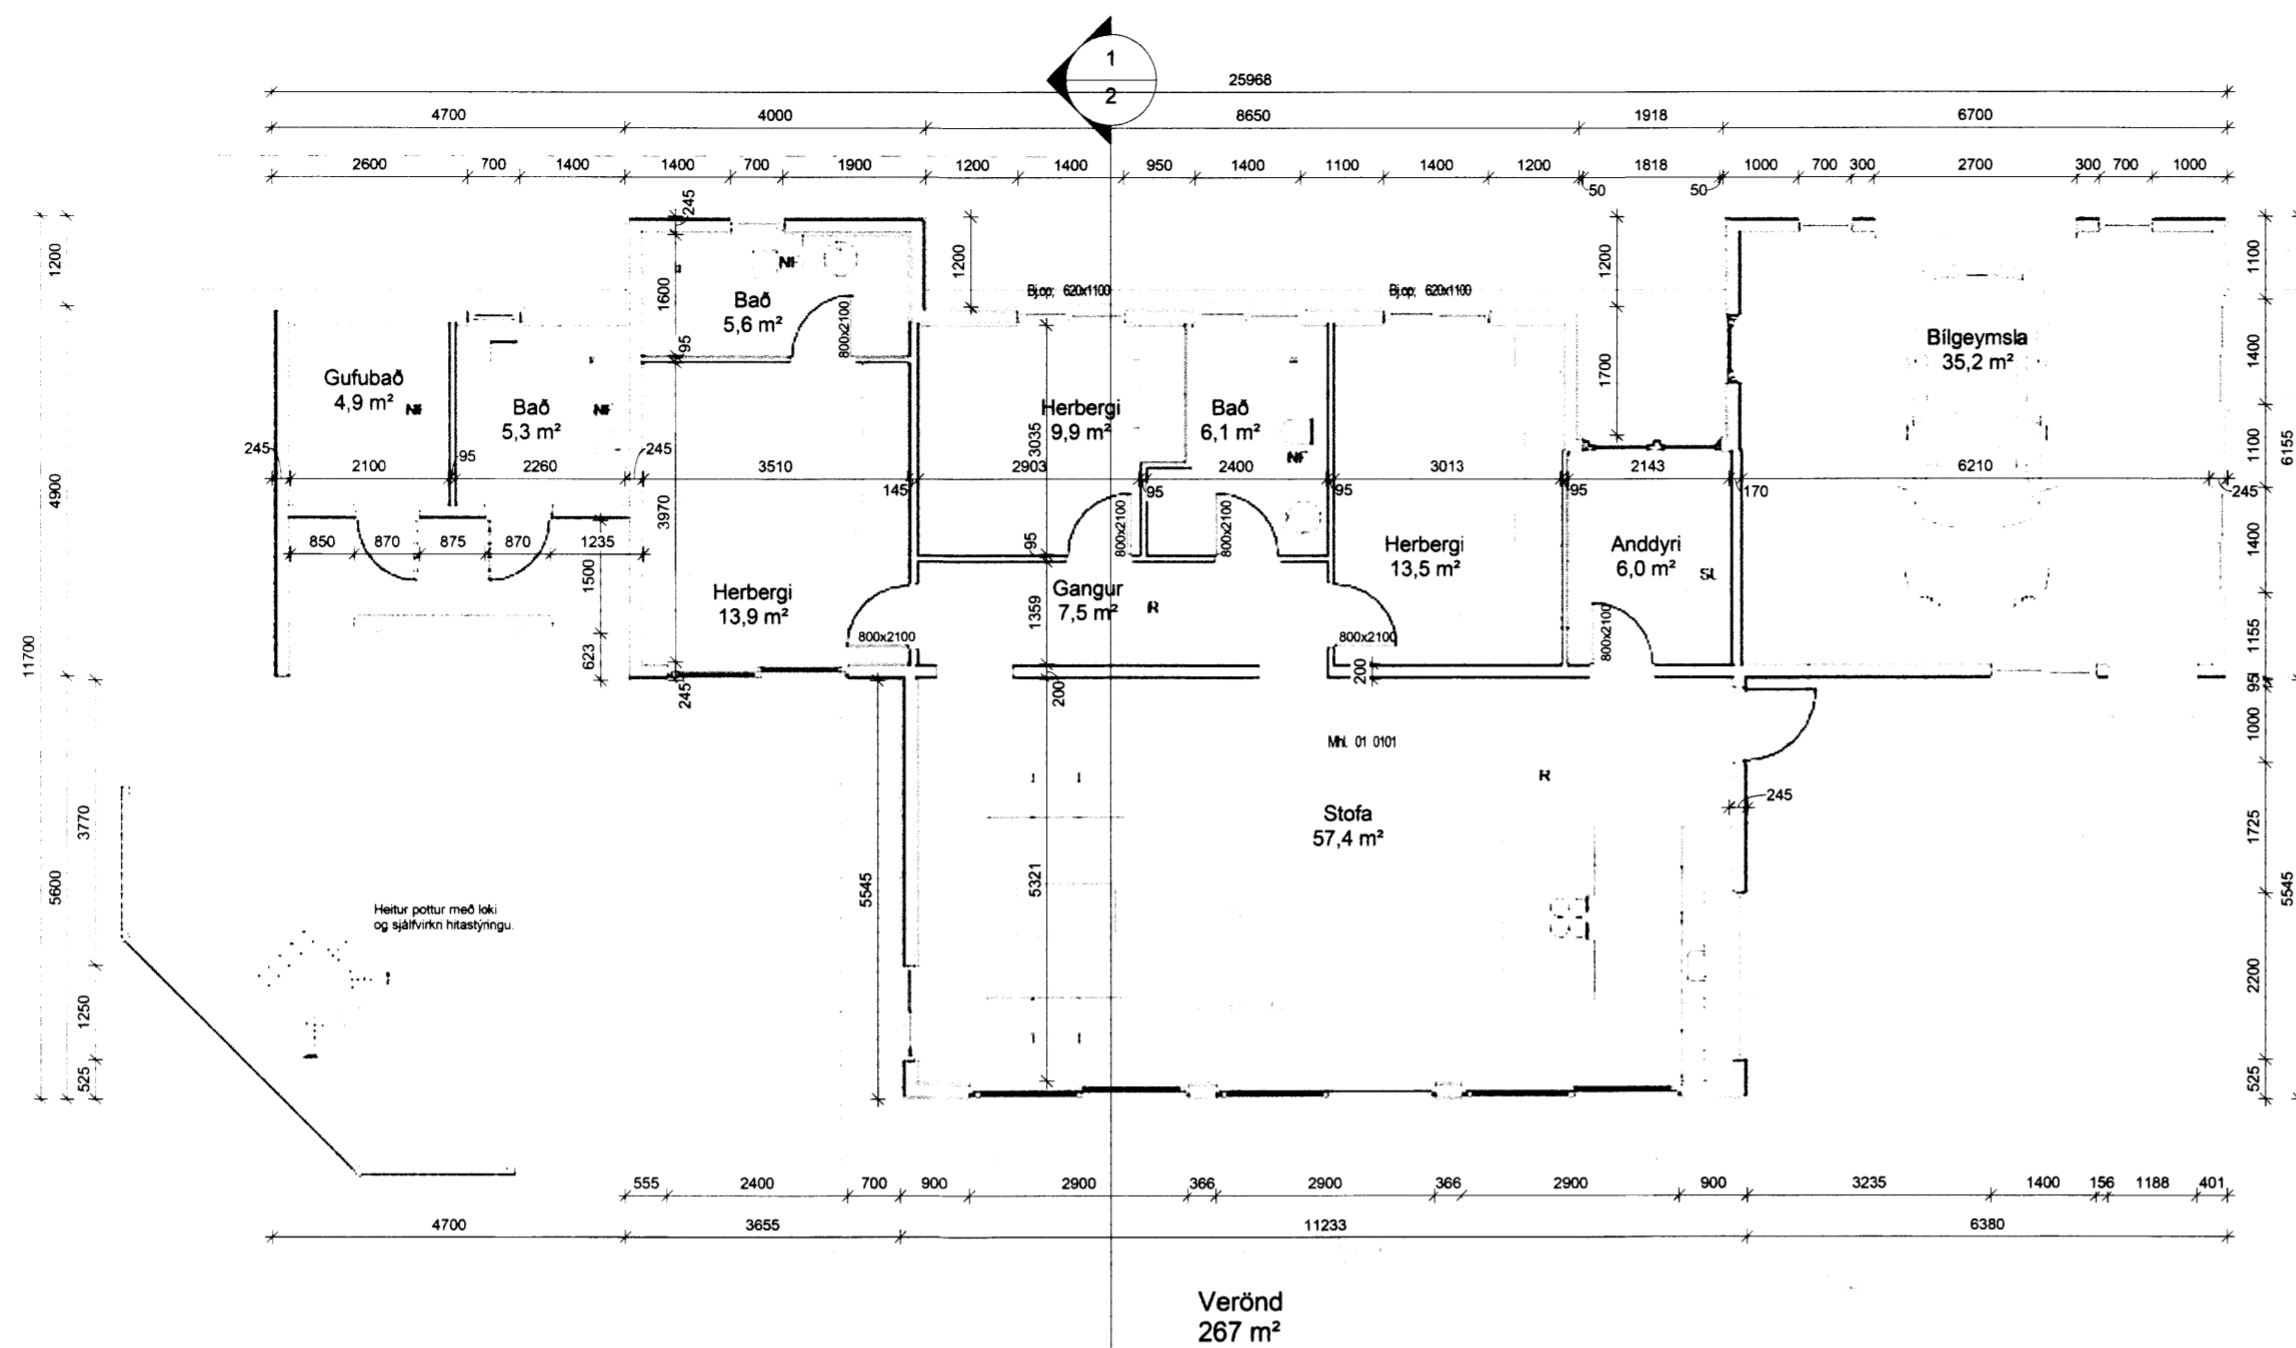 1
2
25968
4700 4000 8650 1918 6700
2600 700 1400 1400 700 1900 1200 1400 950 1400 1100 1400 1200 1818 1000 700 300 2700 300 700 1000
50 50
245
1200
1200
1200
1100
1600
NF
Bj.op; 620x1100
Bj.op; 620x1100
Bað
5,6 m²
800x2100
95
1700
1400
Bílgeymsla
35,2 m²
Gufubað
4,9 m²
NF
Bað
5,3 m²
NF
Herbergi
9,9 m²
3035
Bað
6,1 m²
NF
1100
6155
4900
245 2100 95 2260 245 3510 145 2903 95 2400 95 3013 95 2143 170 6210 245
3970
850 870 875 870 1235
1500
623
95
800x2100
800x2100
Herbergi
13,5 m²
Anddyri
6,0 m²
SL
1400
Herbergi
13,9 m²
800x2100
Gangur
7,5 m²
R
1359
800x2100
800x2100
1155
11700
245
200
200
95
1000
Mhl. 01 0101
R
245
3770
Stofa
57,4 m²
1725
5600
5545
5321
5545
Heitur pottur með loki
og sjálfvirkri hitastýringu.
1250
2200
525
525
555 2400 700 900 2900 366 2900 366 2900 900 3235 1400 156 1188 401
4700 3655 11233 6380
Verönd
267 m²